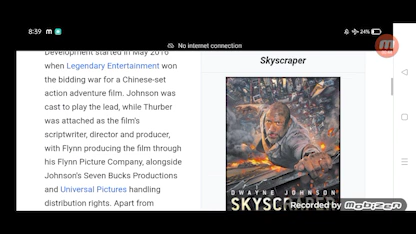 8:39 m
24%
No internet connection
Development started in May 2016
when Legendary Entertainment won
the bidding war for a Chinese-set
action adventure film. Johnson was
cast to play the lead, while Thurber
was attached as the film's
scriptwriter, director and producer,
with Flynn producing the film through
his Flynn Picture Company, alongside
Johnson's Seven Bucks Productions
and Universal Pictures handling
distribution rights. Apart from
Skyscraper
DWAYNE JOHNSON
SKYSCRAPER
Recorded by mobizen